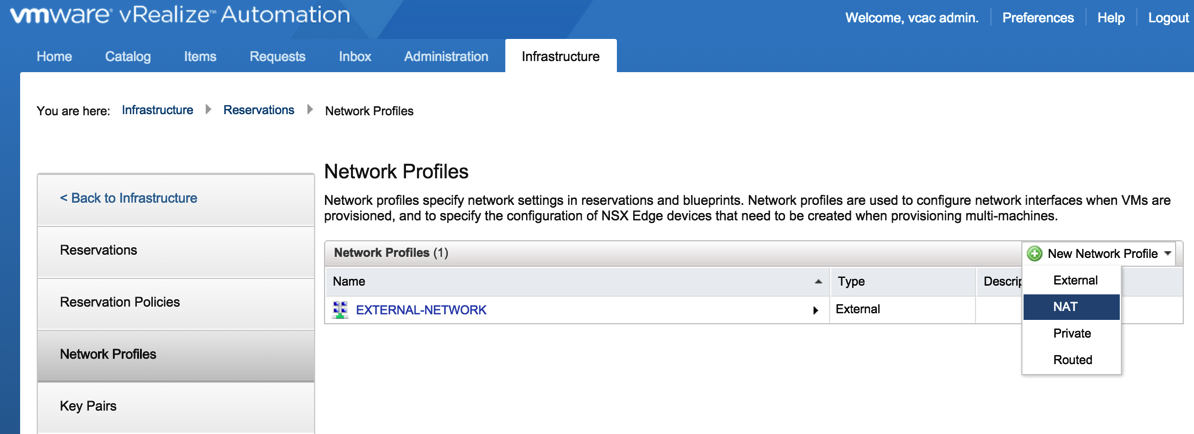 vmware® vRealize™ Automation
Welcome, vcac admin. Preferences Help Logout
Home Catalog Items Requests Inbox Administration Infrastructure
You are here: Infrastructure Reservations Network Profiles
< Back to Infrastructure
Reservations
Reservation Policies
Network Profiles
Key Pairs
Network Profiles
Network profiles specify network settings in reservations and blueprints. Network profiles are used to configure network interfaces when VMs are
provisioned, and to specify the configuration of NSX Edge devices that need to be created when provisioning multi-machines.
Network Profiles (1) New Network Profile
Name Type Descrip
EXTERNAL-NETWORK External
External
NAT
Private
Routed